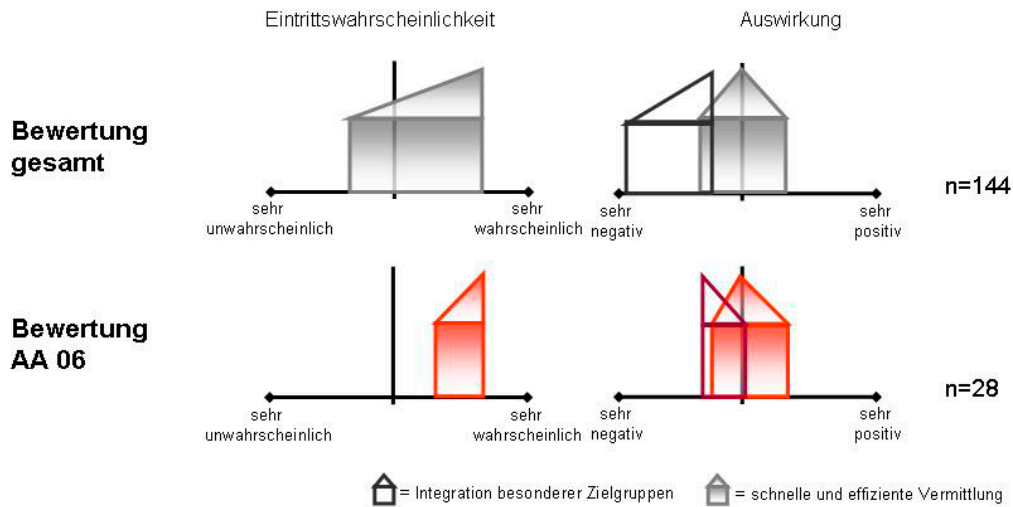 Eintrittswahrscheinlichkeit
Auswirkung
Bewertung
gesamt
sehr
unwahrscheinlich
sehr
wahrscheinlich
sehr
negativ
sehr
positiv
n=144
Bewertung
AA 06
sehr
unwahrscheinlich
sehr
wahrscheinlich
sehr
negativ
sehr
positiv
n=28
= Integration besonderer Zielgruppen
= schnelle und effiziente Vermittlung